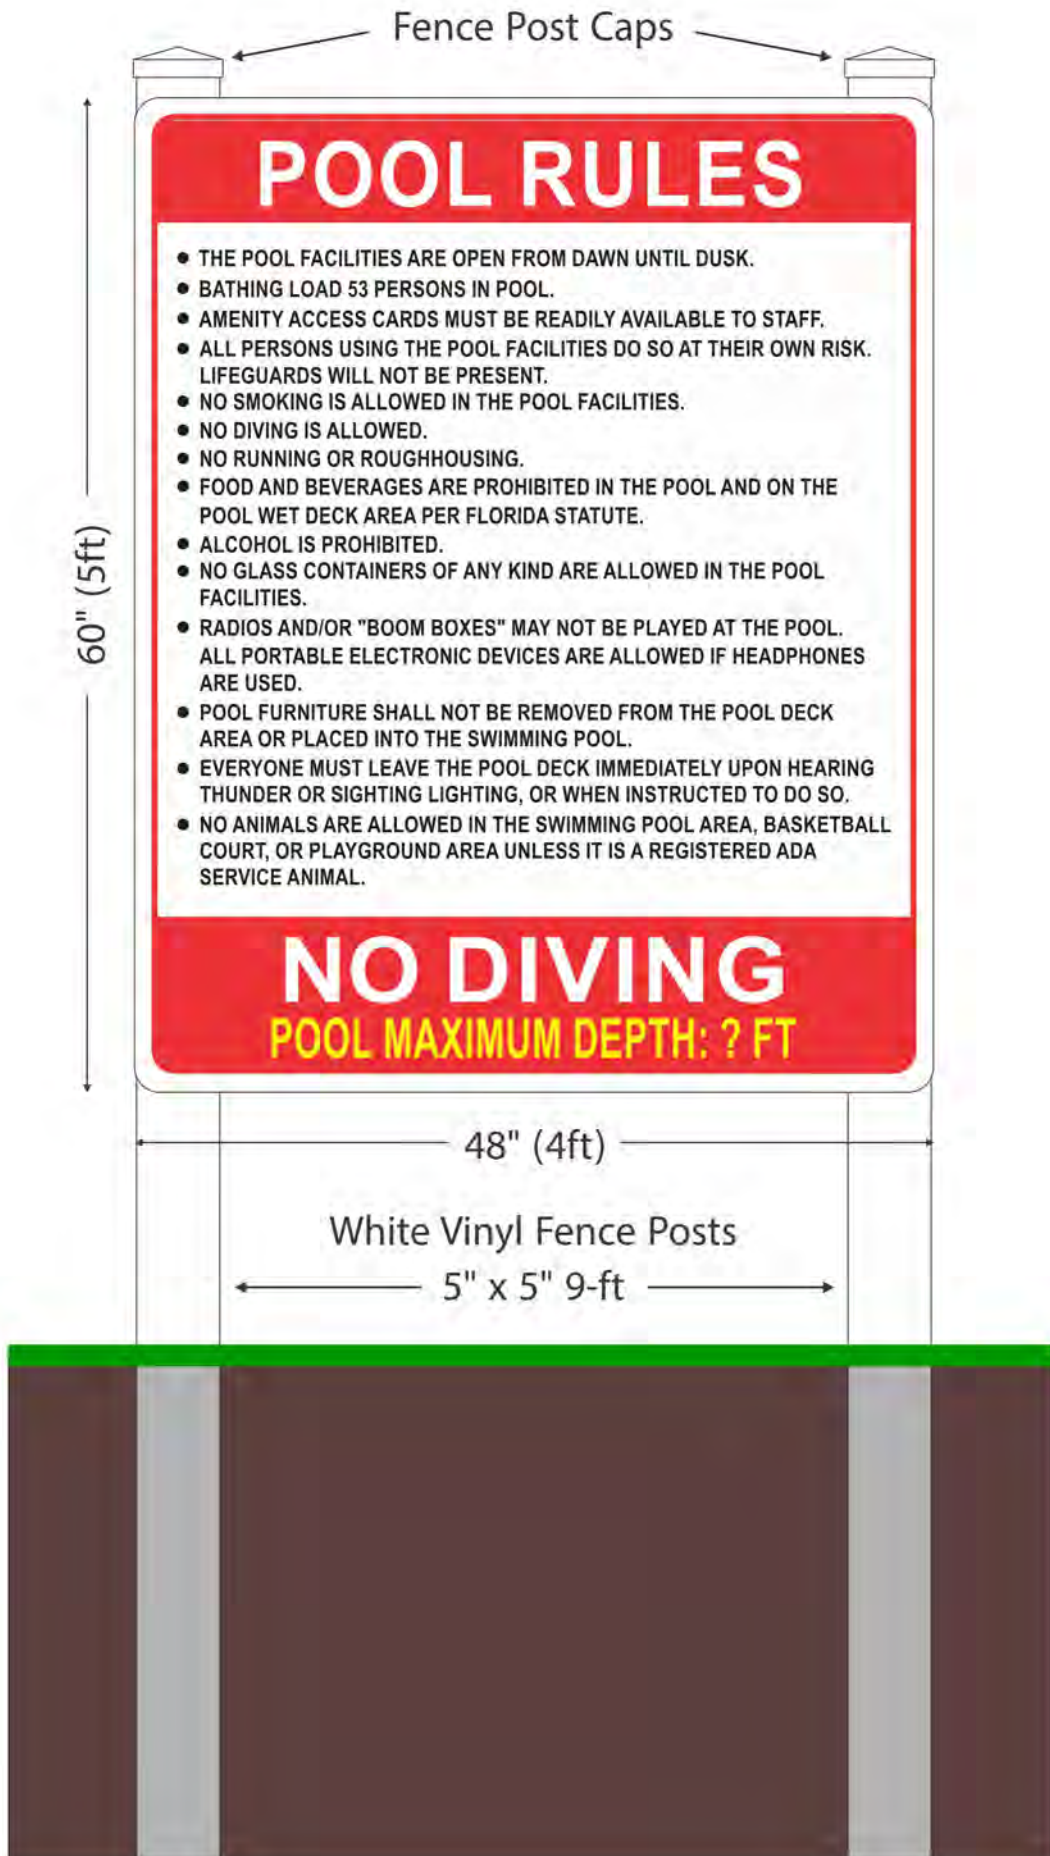 Fence Post Caps
POOL RULES
● THE POOL FACILITIES ARE OPEN FROM DAWN UNTIL DUSK.
● BATHING LOAD 53 PERSONS IN POOL.
● AMENITY ACCESS CARDS MUST BE READILY AVAILABLE TO STAFF.
● ALL PERSONS USING THE POOL FACILITIES DO SO AT THEIR OWN RISK.
LIFEGUARDS WILL NOT BE PRESENT.
● NO SMOKING IS ALLOWED IN THE POOL FACILITIES.
● NO DIVING IS ALLOWED.
● NO RUNNING OR ROUGHHOUSING.
● FOOD AND BEVERAGES ARE PROHIBITED IN THE POOL AND ON THE
POOL WET DECK AREA PER FLORIDA STATUTE.
● ALCOHOL IS PROHIBITED.
● NO GLASS CONTAINERS OF ANY KIND ARE ALLOWED IN THE POOL
FACILITIES.
● RADIOS AND/OR "BOOM BOXES" MAY NOT BE PLAYED AT THE POOL.
ALL PORTABLE ELECTRONIC DEVICES ARE ALLOWED IF HEADPHONES
ARE USED.
● POOL FURNITURE SHALL NOT BE REMOVED FROM THE POOL DECK
AREA OR PLACED INTO THE SWIMMING POOL.
● EVERYONE MUST LEAVE THE POOL DECK IMMEDIATELY UPON HEARING
THUNDER OR SIGHTING LIGHTING, OR WHEN INSTRUCTED TO DO SO.
● NO ANIMALS ARE ALLOWED IN THE SWIMMING POOL AREA, BASKETBALL
COURT, OR PLAYGROUND AREA UNLESS IT IS A REGISTERED ADA
SERVICE ANIMAL.
NO DIVING
POOL MAXIMUM DEPTH: ? FT
60" (5ft)
48" (4ft)
White Vinyl Fence Posts
5" x 5" 9-ft